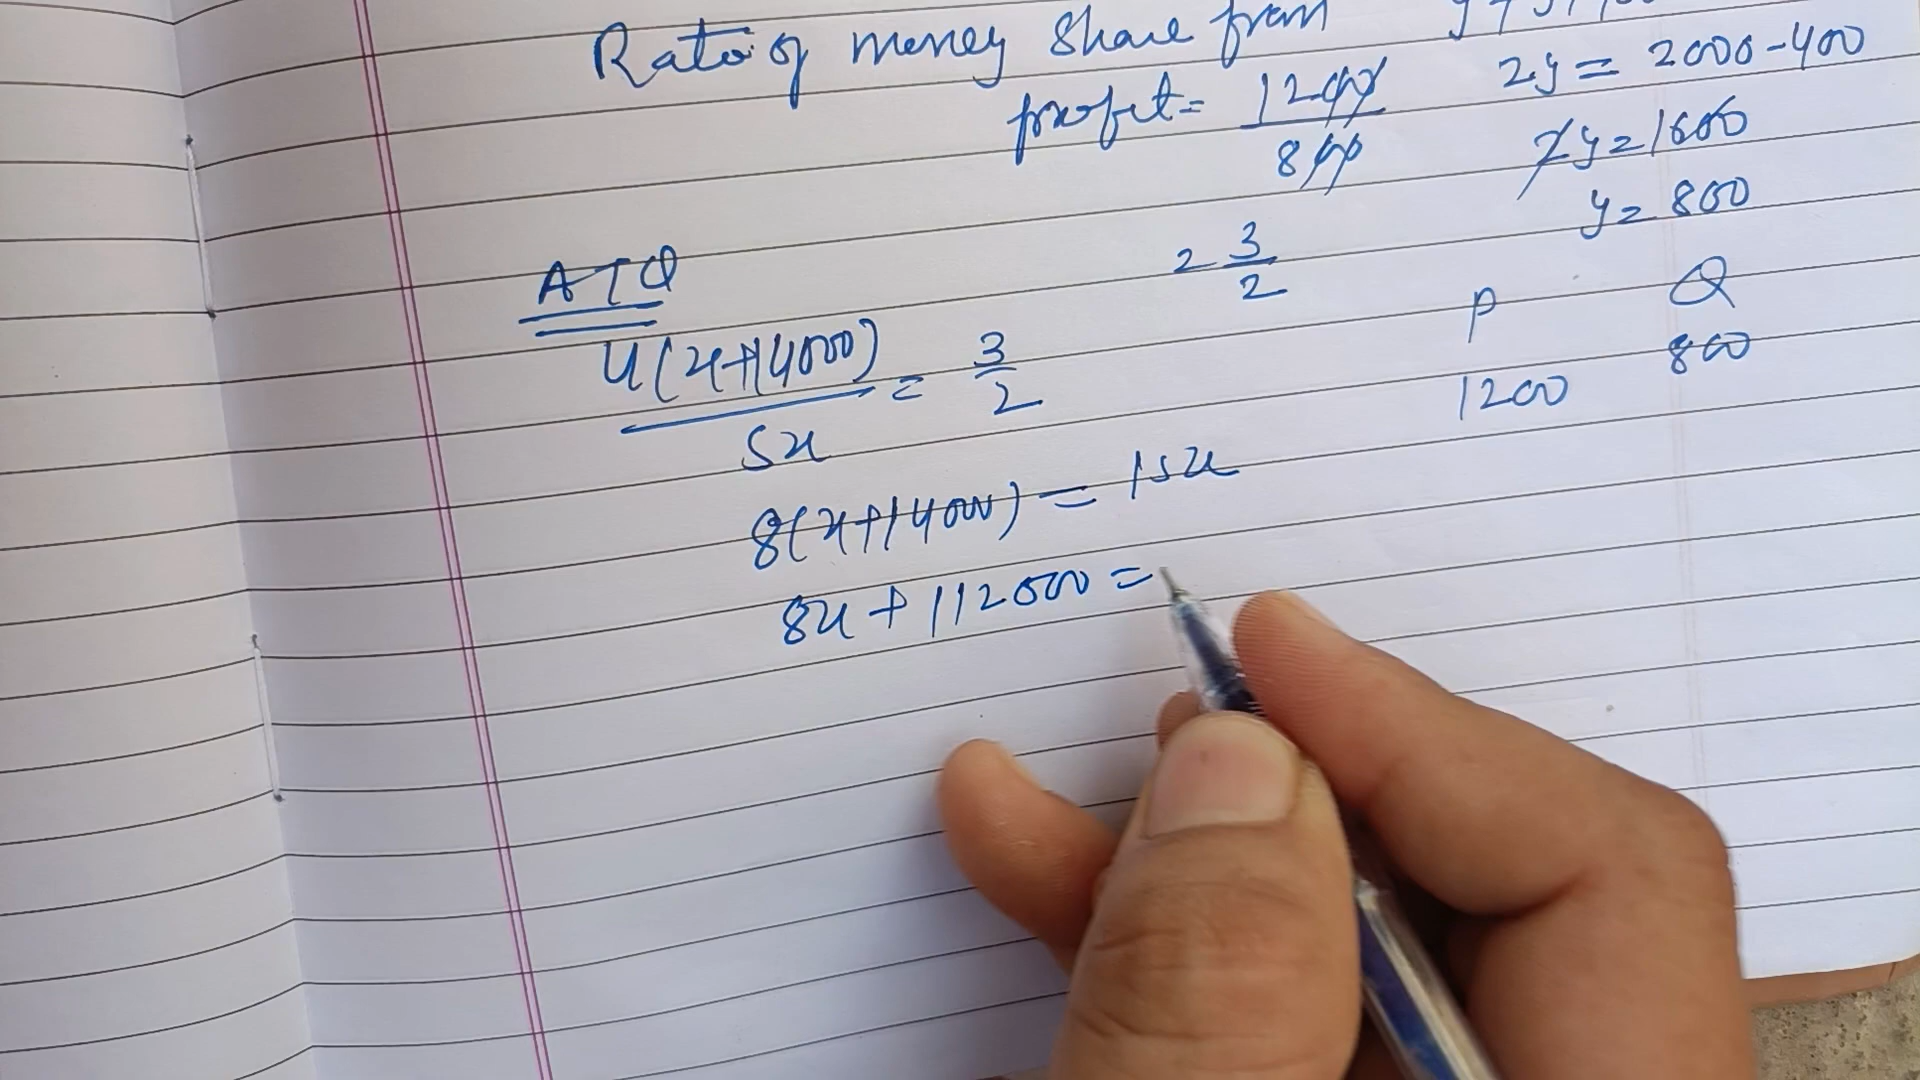 Ratio of money share from
profit = 1200/800
= 3/2
2y = 2000 - 400
2y = 1600
y = 800
P Q
1200 800
ATQ
4(x+14000)/5x = 3/2
8(x+14000) = 15x
8x + 112000 =